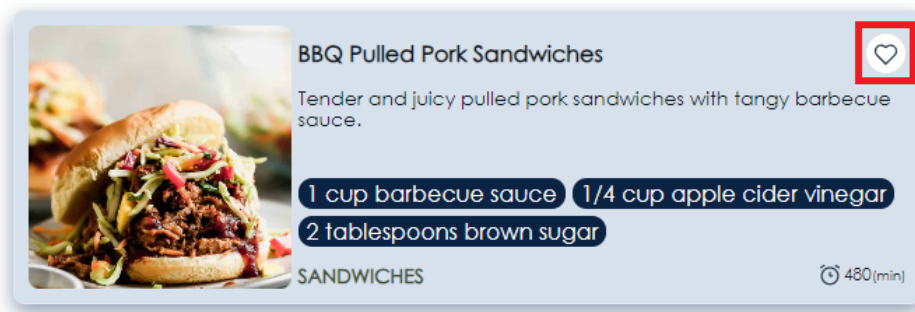 BBQ Pulled Pork Sandwiches
Tender and juicy pulled pork sandwiches with tangy barbecue
sauce.
1 cup barbecue sauce 1/4 cup apple cider vinegar
2 tablespoons brown sugar
SANDWICHES 480(min)